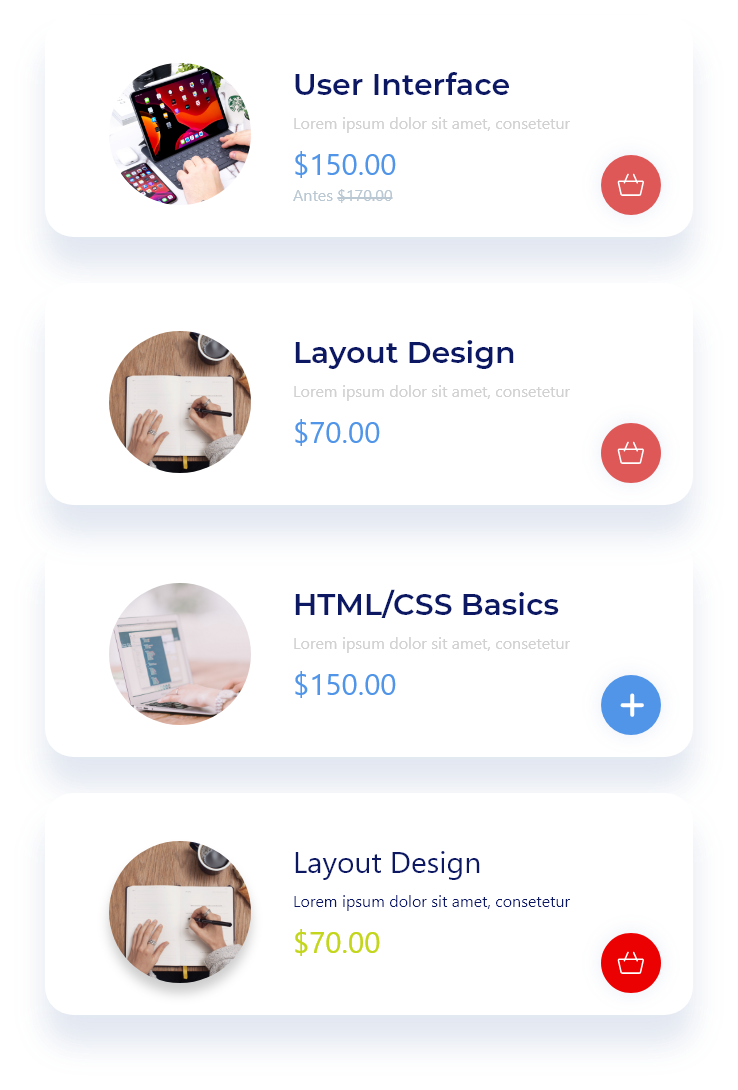 User Interface
Lorem ipsum dolor sit amet, consetetur
$150.00
Antes $170.00
Layout Design
Lorem ipsum dolor sit amet, consetetur
$70.00
HTML/CSS Basics
Lorem ipsum dolor sit amet, consetetur
$150.00
Layout Design
Lorem ipsum dolor sit amet, consetetur
$70.00